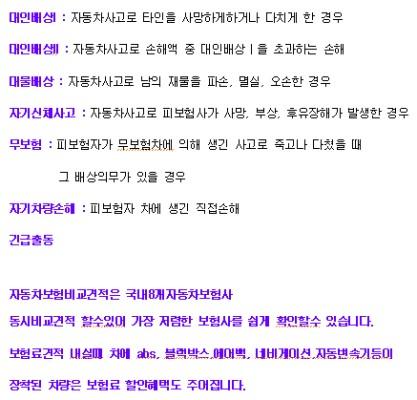 대인배상I : 자동차사고로 타인을 사망하게하거나 다치게 한 경우
대인배상II : 자동차사고로 손해액 중 대인배상 I 을 초과하는 손해
대물배상 : 자동차사고로 남의 재물을 파손, 멸실, 오손한 경우
자기신체사고 : 자동차사고로 피보험사가 사망, 부상, 후유장해가 발생한 경우
무보험 : 피보험자가 무보험차에 의해 생긴 사고로 죽고나 다쳤을 때
그 배상의무가 있을 경우
자기차량손해 : 피보험자 차에 생긴 직접손해
긴급출동
자동차보험비교견적은 국내8개자동차보험사
동시비교견적 할수있어 가장 저렴한 보험사를 쉽게 확인할수 있습니다.
보험료견적 내실때 차에 abs, 블랙박스,에어백, 네비게이션,자동변속기등이
장착된 차량은 보험료 할인혜택도 주어집니다.